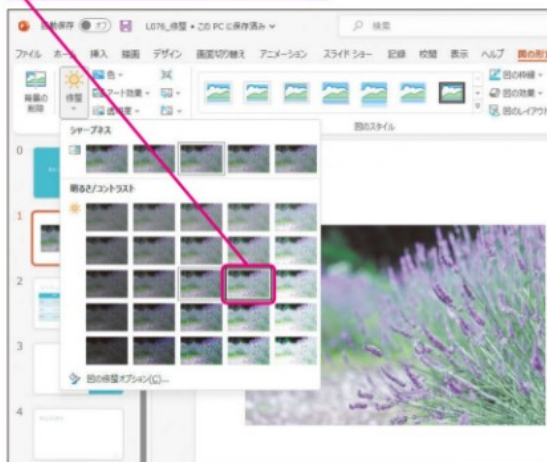 自動保存 オフ L076_修整 • この PC に保存済み 検索
ファイル ホーム 挿入 描画 デザイン 画面切り替え アニメーション スライド ショー 記録 校閲 表示 ヘルプ 図の形
背景の
削除
修整
色
アート効果
透明度
図の枠線
図の効果
図のレイアウ
図のスタイル
シャープネス
明るさ/コントラスト
図の修整オプション(C)...
0
1
2
3
4